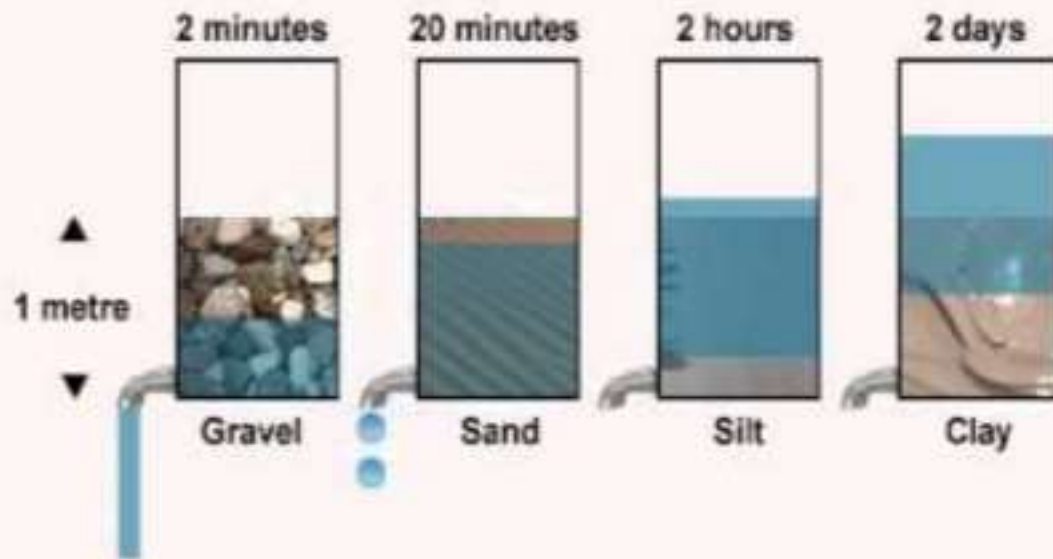 2 minutes
20 minutes
2 hours
2 days
1 metre
Gravel
Sand
Silt
Clay